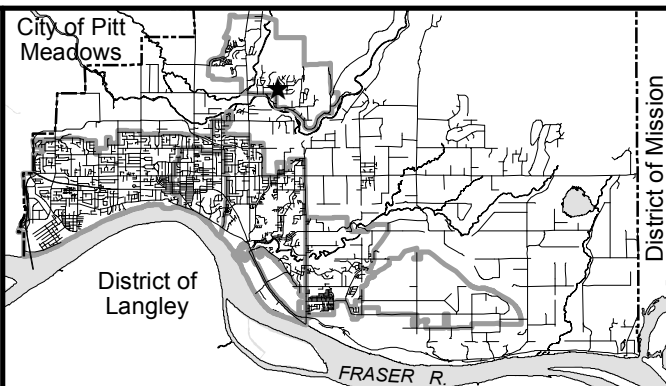 City of Pitt
Meadows
District of Mission
District of
Langley
FRASER R.